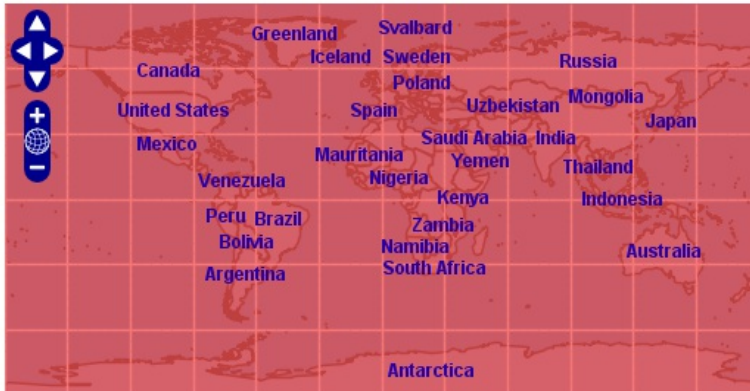 Greenland
Svalbard
Iceland
Sweden
Russia
Canada
Poland
United States
Spain
Uzbekistan
Mongolia
Japan
Mexico
Saudi Arabia
India
Mauritania
Yemen
Thailand
Venezuela
Nigeria
Kenya
Indonesia
Peru
Brazil
Zambia
Bolivia
Namibia
Australia
Argentina
South Africa
Antarctica